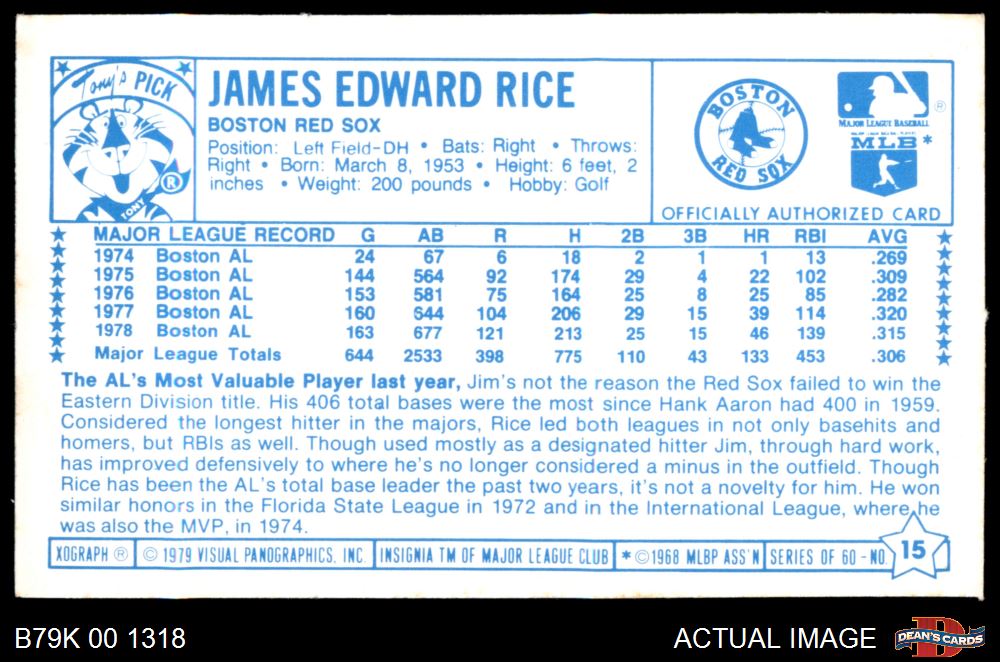 Tony's PICK
TONY
®
JAMES EDWARD RICE
BOSTON RED SOX
Position: Left Field-DH • Bats: Right • Throws:
Right • Born: March 8, 1953 • Height: 6 feet, 2
inches • Weight: 200 pounds • Hobby: Golf
BOSTON
RED SOX
®
MAJOR LEAGUE BASEBALL
MAJOR LEAGUE BASEBALL PLAYERS
MLB *
OFFICIALLY AUTHORIZED CARD
MAJOR LEAGUE RECORD G AB R H 2B 3B HR RBI AVG
1974 Boston AL 24 67 6 18 2 1 1 13 .269
1975 Boston AL 144 564 92 174 29 4 22 102 .309
1976 Boston AL 153 581 75 164 25 8 25 85 .282
1977 Boston AL 160 644 104 206 29 15 39 114 .320
1978 Boston AL 163 677 121 213 25 15 46 139 .315
Major League Totals 644 2533 398 775 110 43 133 453 .306
The AL's Most Valuable Player last year, Jim's not the reason the Red Sox failed to win the
Eastern Division title. His 406 total bases were the most since Hank Aaron had 400 in 1959.
Considered the longest hitter in the majors, Rice led both leagues in not only basehits and
homers, but RBIs as well. Though used mostly as a designated hitter Jim, through hard work,
has improved defensively to where he's no longer considered a minus in the outfield. Though
Rice has been the AL's total base leader the past two years, it's not a novelty for him. He won
similar honors in the Florida State League in 1972 and in the International League, where he
was also the MVP, in 1974.
XOGRAPH ® © 1979 VISUAL PANOGRAPHICS, INC. INSIGNIA TM OF MAJOR LEAGUE CLUB * ©1968 MLBP ASS'N SERIES OF 60 - NO. 15
B79K 00 1318
ACTUAL IMAGE
D
DEAN'S CARDS